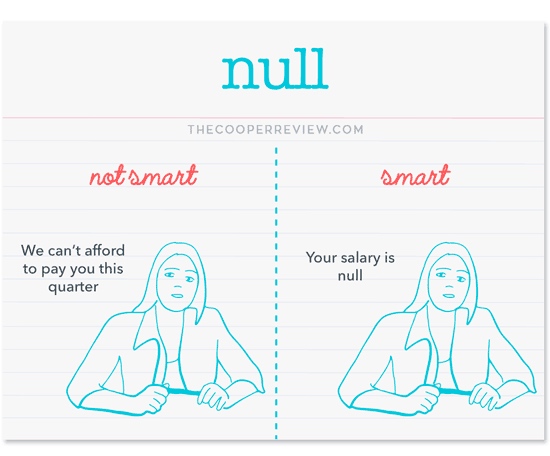 null
THECOOPERREVIEW.COM
not smart
smart
We can’t afford
to pay you this
quarter
Your salary is
null